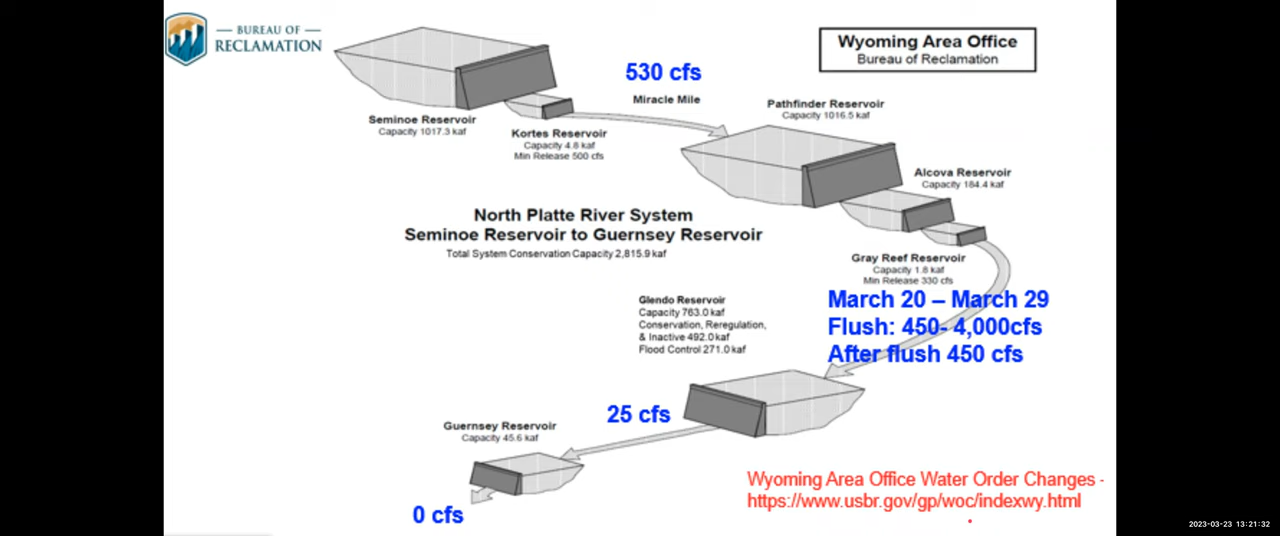 BUREAU OF
RECLAMATION
Wyoming Area Office
Bureau of Reclamation
530 cfs
Miracle Mile
Seminoe Reservoir
Capacity 1017.3 kaf
Kortes Reservoir
Capacity 4.8 kaf
Min Release 500 cfs
Pathfinder Reservoir
Capacity 1016.5 kaf
Alcova Reservoir
Capacity 184.4 kaf
North Platte River System
Seminoe Reservoir to Guernsey Reservoir
Total System Conservation Capacity 2,815.9 kaf
Gray Reef Reservoir
Capacity 1.8 kaf
Min Release 330 cfs
March 20 – March 29
Flush: 450- 4,000cfs
After flush 450 cfs
Glendo Reservoir
Capacity 763.0 kaf
Conservation, Reregulation,
& Inactive 492.0 kaf
Flood Control 271.0 kaf
25 cfs
Guernsey Reservoir
Capacity 45.6 kaf
0 cfs
Wyoming Area Office Water Order Changes -
https://www.usbr.gov/gp/woc/indexwy.html
2023-03-23 13:21:32